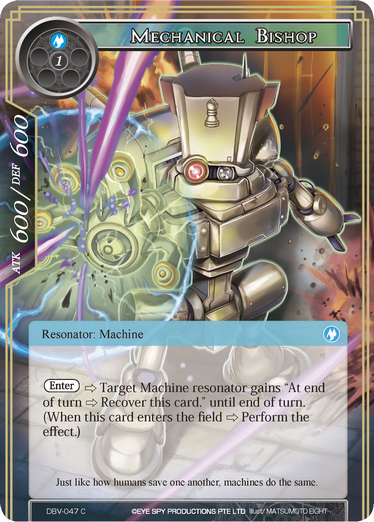 Mechanical Bishop
1
ATK 600/DEF 600
Resonator: Machine
Enter ⇨ Target Machine resonator gains “At end
of turn ⇨ Recover this card.” until end of turn.
(When this card enters the field ⇨ Perform the
effect.)
Just like how humans save one another, machines do the same.
DBV-047 C ©EYE SPY PRODUCTIONS PTE LTD Illust/ MATSUMOTO EIGHT